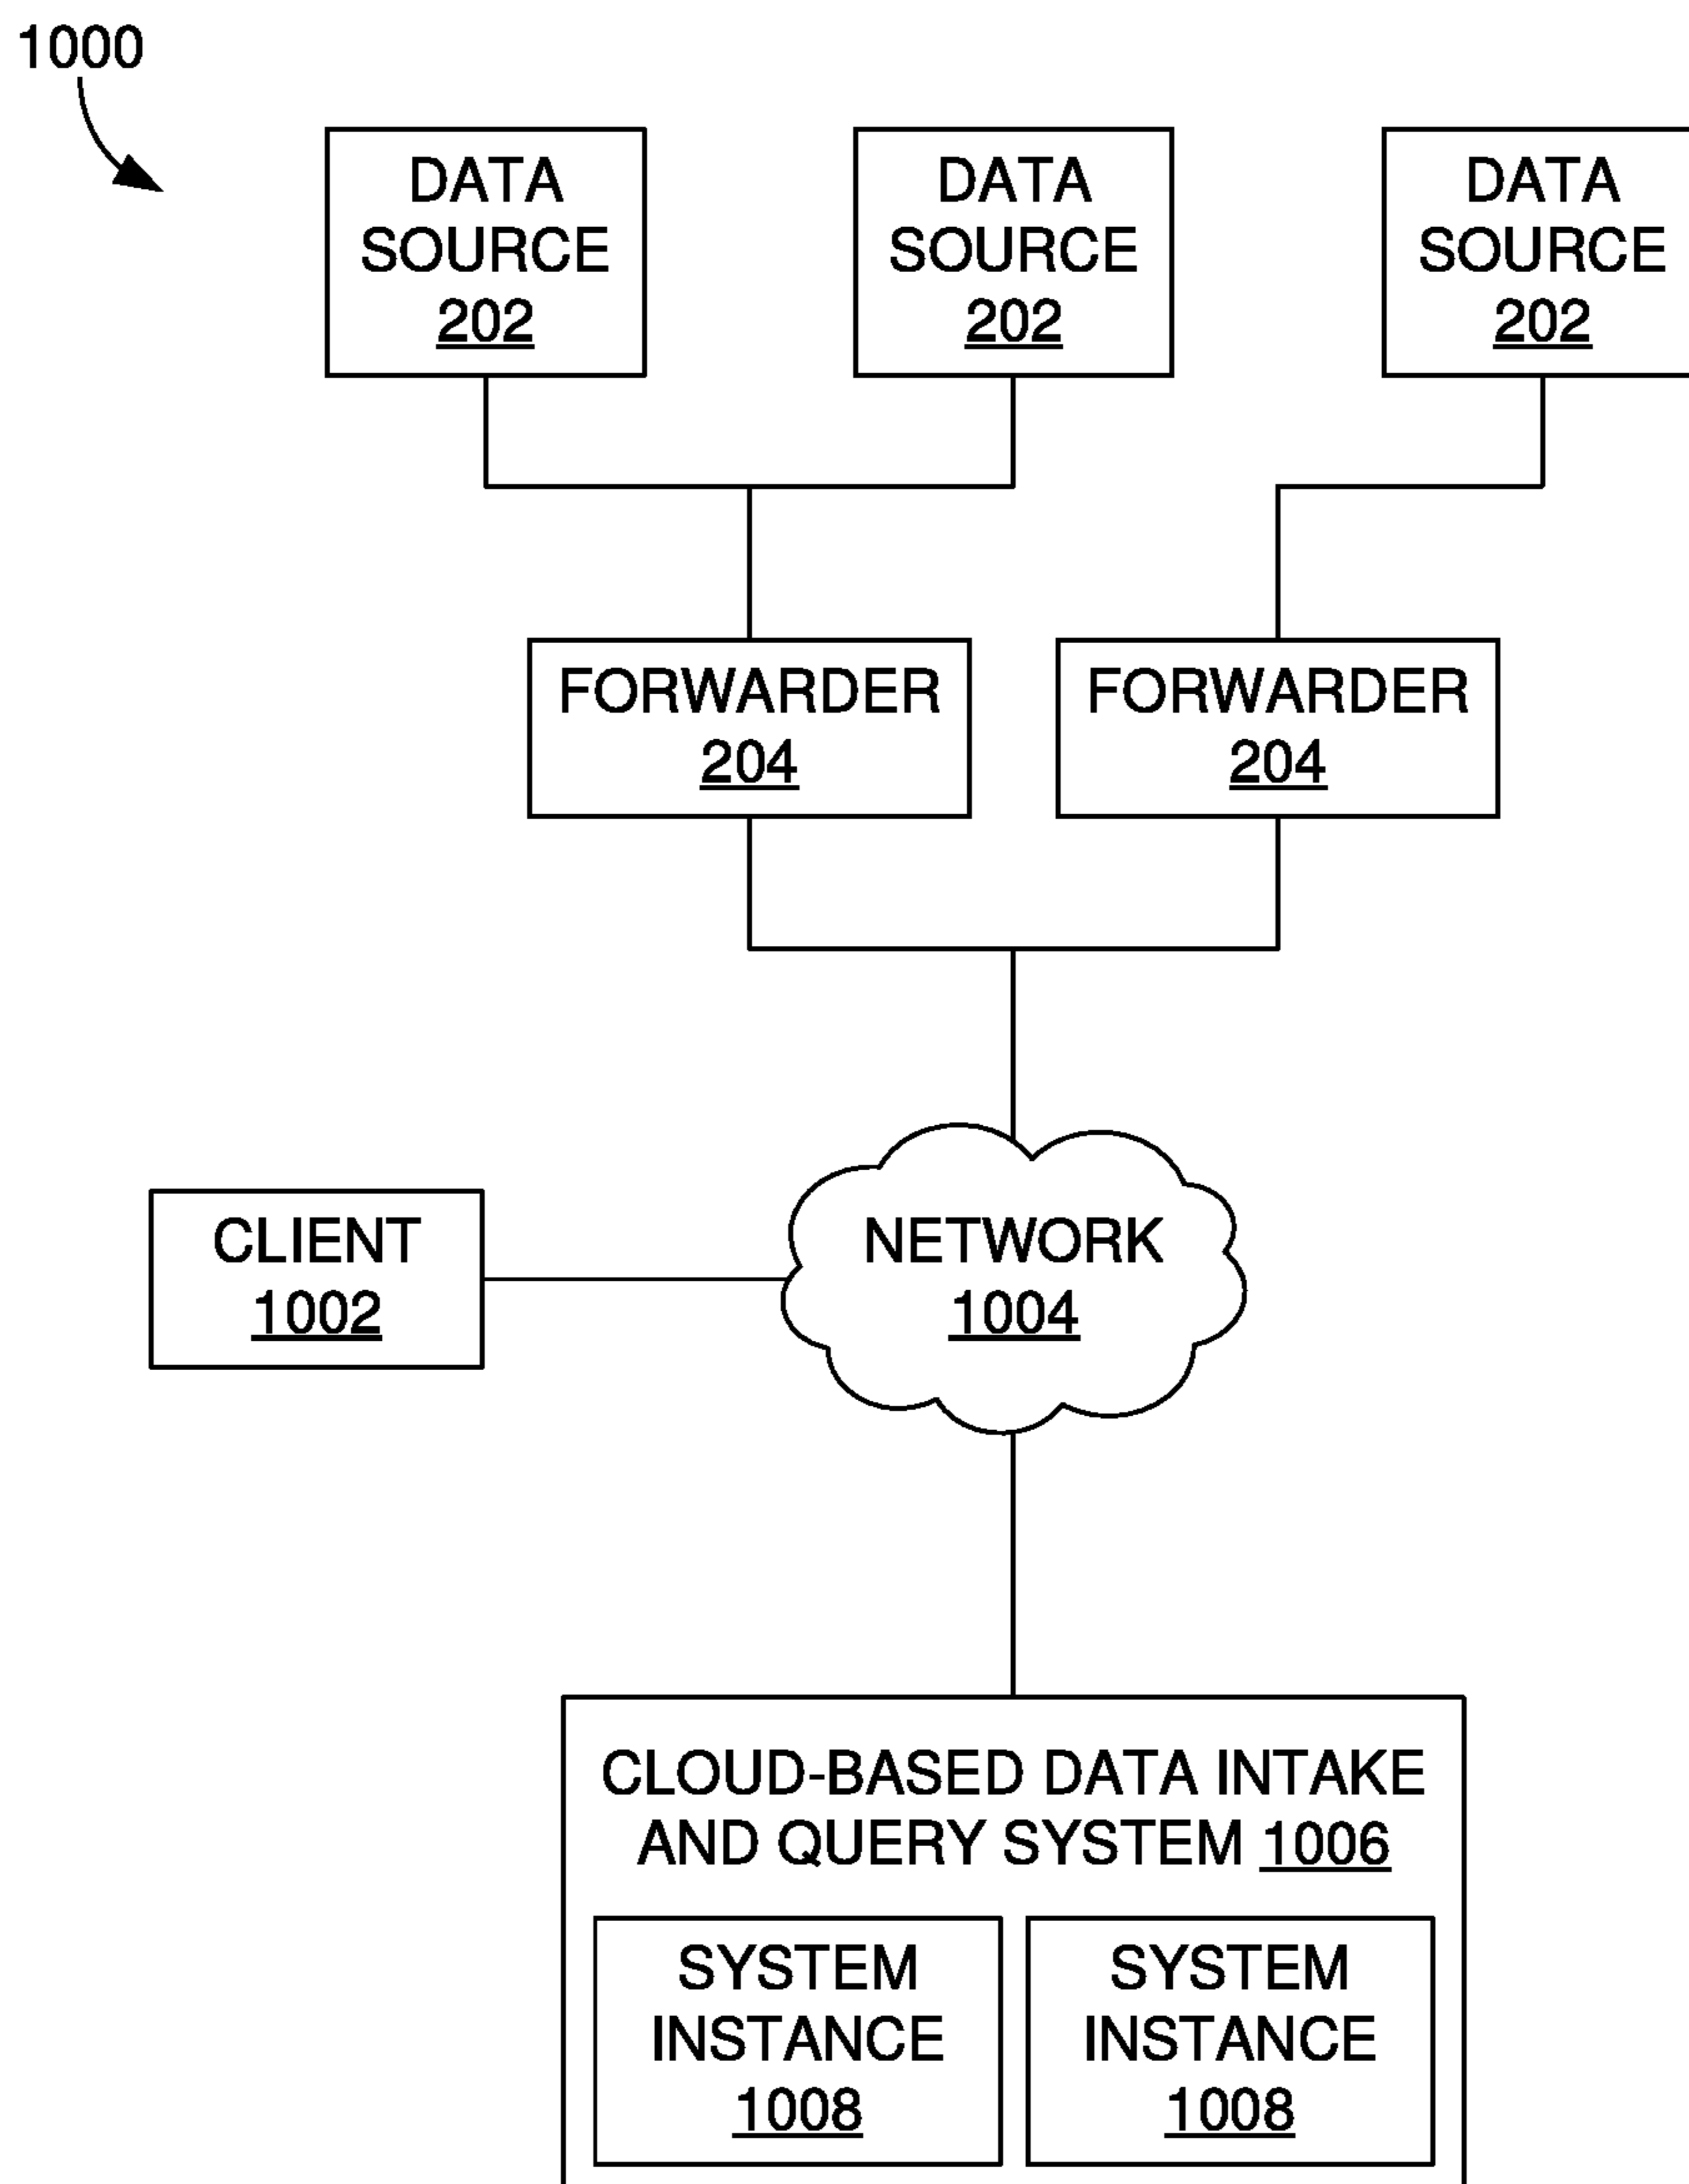 1000
DATA
SOURCE
202
DATA
SOURCE
202
DATA
SOURCE
202
FORWARDER
204
FORWARDER
204
CLIENT
1002
NETWORK
1004
CLOUD-BASED DATA INTAKE
AND QUERY SYSTEM 1006
SYSTEM
INSTANCE
1008
SYSTEM
INSTANCE
1008